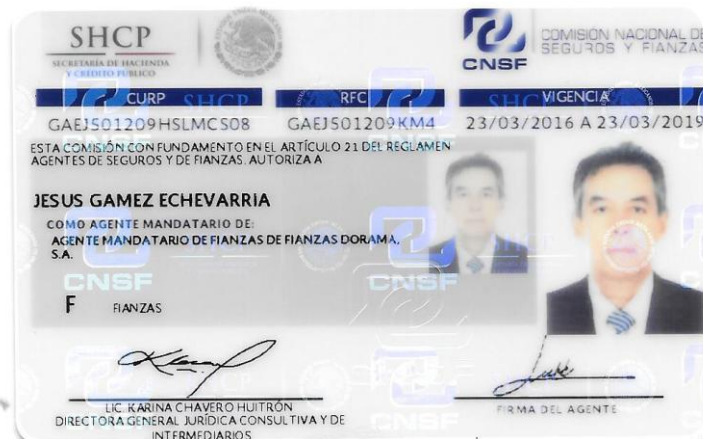 SHCP
SECRETARÍA DE HACIENDA
Y CRÉDITO PÚBLICO
CNSF
COMISIÓN NACIONAL DE
SEGUROS Y FIANZAS
CURP
RFC
VIGENCIA
GAEJ501209HSLMCS08
GAEJ501209KM4
23/03/2016 A 23/03/2019
ESTA COMISIÓN CON FUNDAMENTO EN EL ARTÍCULO 21 DEL REGLAMEN
AGENTES DE SEGUROS Y DE FIANZAS. AUTORIZA A
JESUS GAMEZ ECHEVARRIA
COMO AGENTE MANDATARIO DE:
AGENTE MANDATARIO DE FIANZAS DE FIANZAS DORAMA,
S.A.
F FIANZAS
LIC. KARINA CHAVERO HUITRÓN
DIRECTORA GENERAL JURÍDICA CONSULTIVA Y DE
INTERMEDIARIOS
FIRMA DEL AGENTE